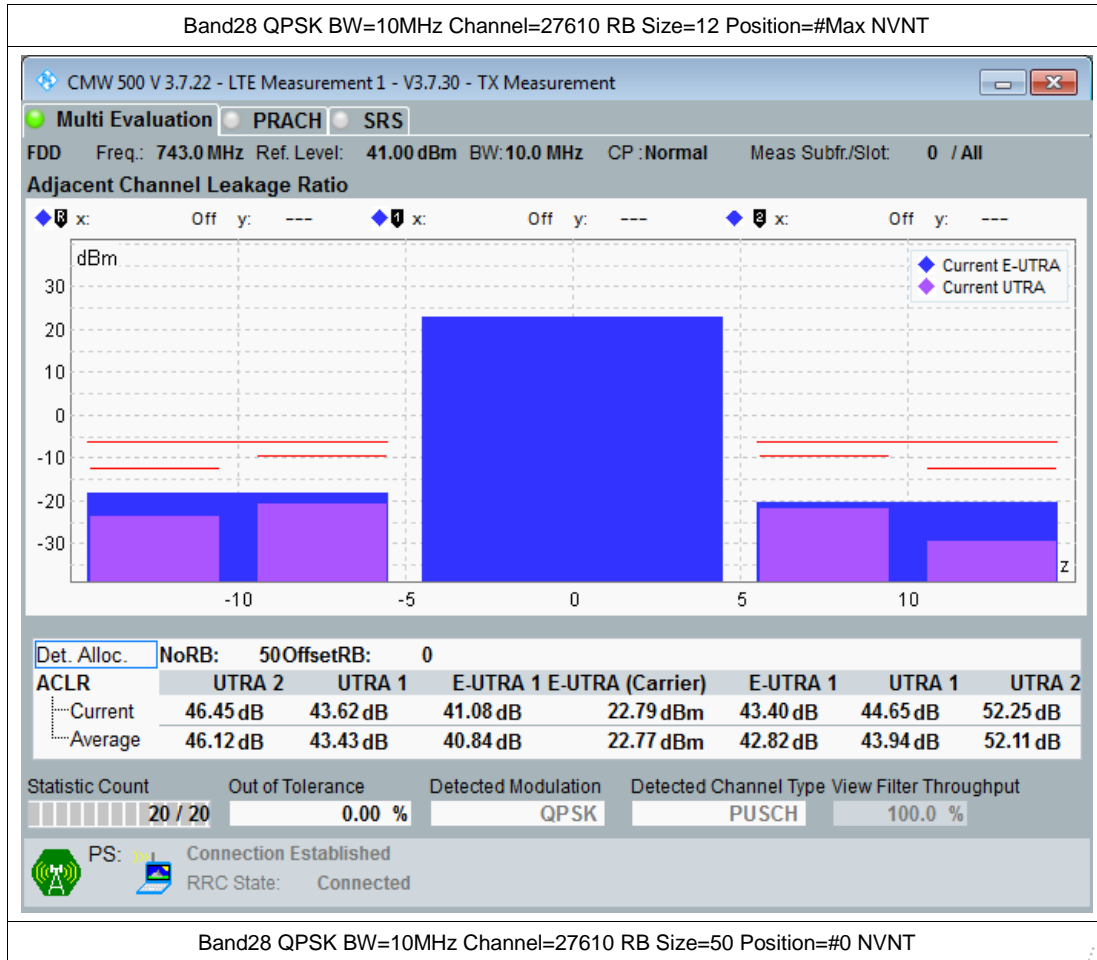 Band28 QPSK BW=10MHz Channel=27610 RB Size=12 Position=#Max NVNT
CMW 500 V 3.7.22 - LTE Measurement 1 - V3.7.30 - TX Measurement
Multi Evaluation PRACH SRS
FDD Freq.: 743.0 MHz Ref. Level: 41.00 dBm BW: 10.0 MHz CP : Normal Meas Subfr./Slot: 0 / All
Adjacent Channel Leakage Ratio
R x: Off y: --- 1 x: Off y: --- 2 x: Off y: ---
dBm
Current E-UTRA
Current UTRA
30
20
10
0
-10
-20
-30
z
-10 -5 0 5 10
Det. Alloc. NoRB: 50 OffsetRB: 0
ACLR UTRA 2 UTRA 1 E-UTRA 1 E-UTRA (Carrier) E-UTRA 1 UTRA 1 UTRA 2
Current 46.45 dB 43.62 dB 41.08 dB 22.79 dBm 43.40 dB 44.65 dB 52.25 dB
Average 46.12 dB 43.43 dB 40.84 dB 22.77 dBm 42.82 dB 43.94 dB 52.11 dB
Statistic Count Out of Tolerance Detected Modulation Detected Channel Type View Filter Throughput
20 / 20 0.00 % QPSK PUSCH 100.0 %
PS: Connection Established
RRC State: Connected
Band28 QPSK BW=10MHz Channel=27610 RB Size=50 Position=#0 NVNT